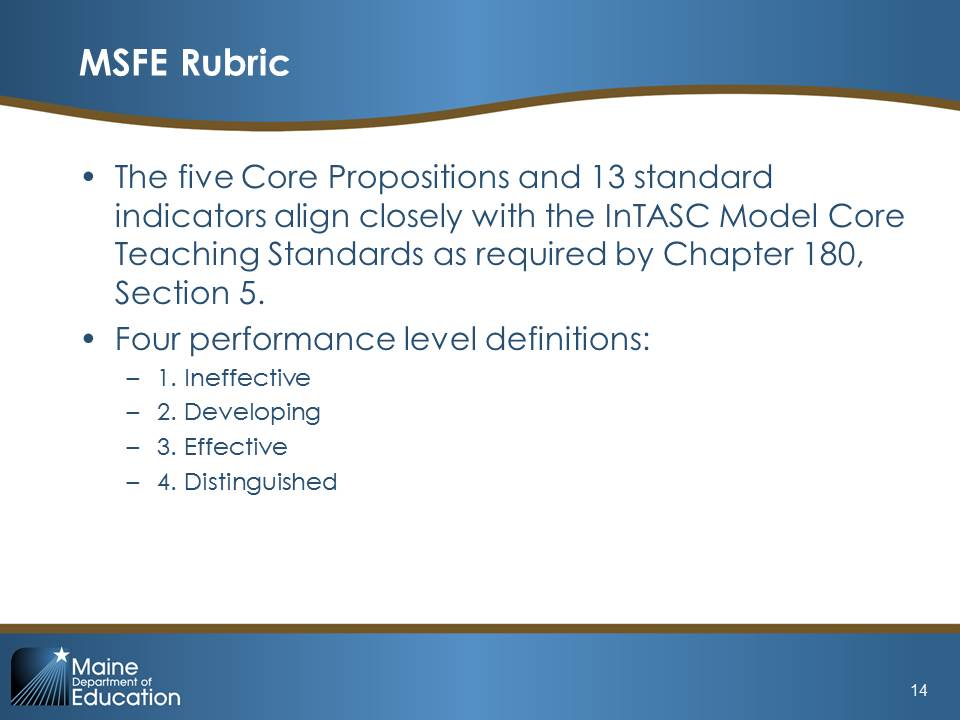 MSFE Rubric
• The five Core Propositions and 13 standard
indicators align closely with the InTASC Model Core
Teaching Standards as required by Chapter 180,
Section 5.
• Four performance level definitions:
– 1. Ineffective
– 2. Developing
– 3. Effective
– 4. Distinguished
Maine
Department of
Education
14